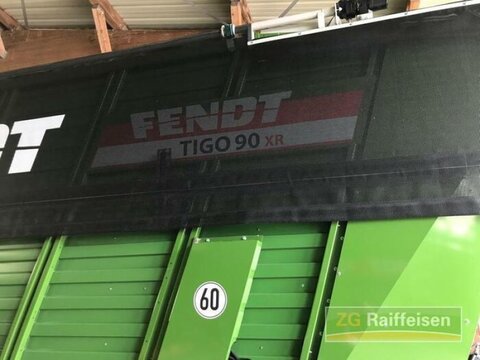 FENDT
DT
TIGO 90 XR
60
ZG Raiffeisen